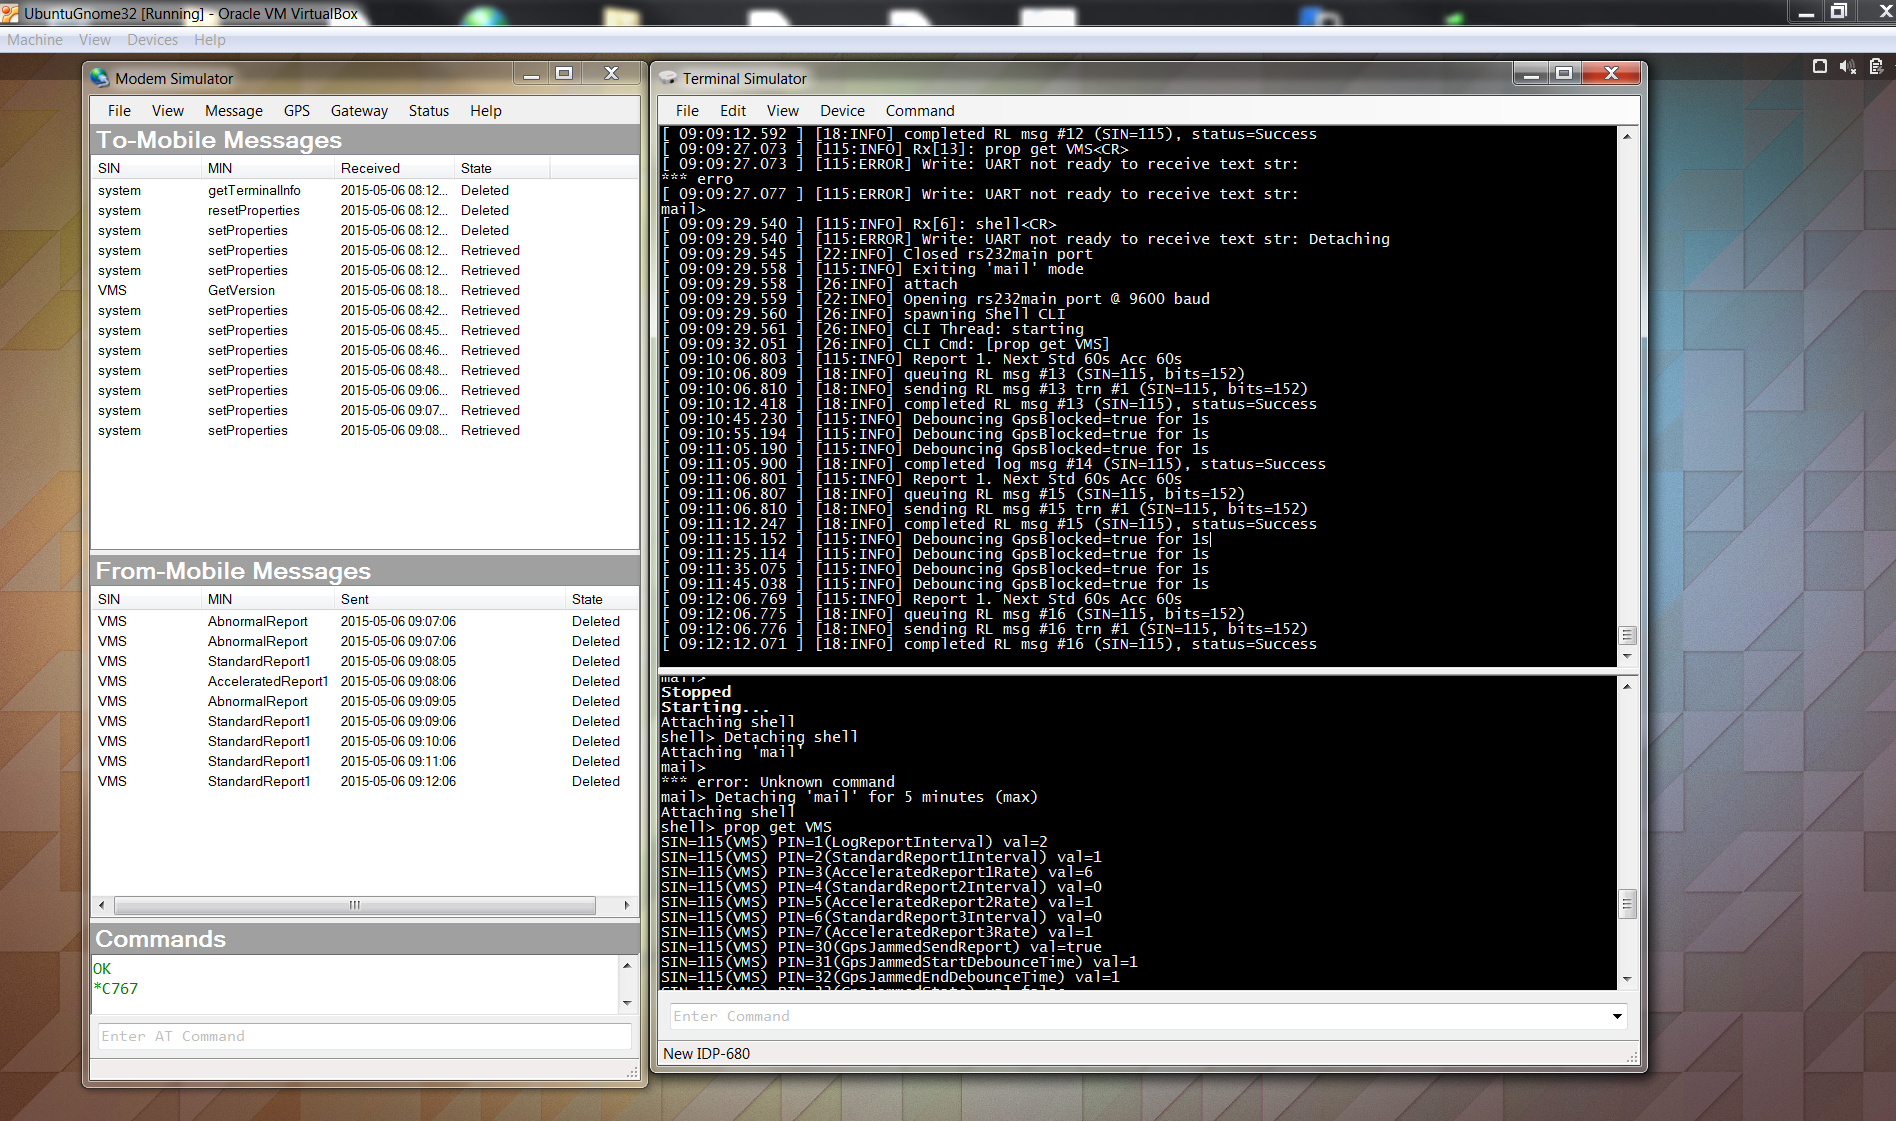 UbuntuGnome32 [Running] - Oracle VM VirtualBox
Machine View Devices Help
Modem Simulator
File View Message GPS Gateway Status Help
To-Mobile Messages
SIN MIN Received State
system getTerminalInfo 2015-05-06 08:12... Deleted
system resetProperties 2015-05-06 08:12... Deleted
system setProperties 2015-05-06 08:12... Deleted
system setProperties 2015-05-06 08:12... Retrieved
system setProperties 2015-05-06 08:12... Retrieved
VMS GetVersion 2015-05-06 08:18... Retrieved
system setProperties 2015-05-06 08:42... Retrieved
system setProperties 2015-05-06 08:45... Retrieved
system setProperties 2015-05-06 08:46... Retrieved
system setProperties 2015-05-06 08:48... Retrieved
system setProperties 2015-05-06 09:06... Retrieved
system setProperties 2015-05-06 09:07... Retrieved
system setProperties 2015-05-06 09:08... Retrieved
From-Mobile Messages
SIN MIN Sent State
VMS AbnormalReport 2015-05-06 09:07:06 Deleted
VMS AbnormalReport 2015-05-06 09:07:06 Deleted
VMS StandardReport1 2015-05-06 09:08:05 Deleted
VMS AcceleratedReport1 2015-05-06 09:08:06 Deleted
VMS AbnormalReport 2015-05-06 09:09:05 Deleted
VMS StandardReport1 2015-05-06 09:09:06 Deleted
VMS StandardReport1 2015-05-06 09:10:06 Deleted
VMS StandardReport1 2015-05-06 09:11:06 Deleted
VMS StandardReport1 2015-05-06 09:12:06 Deleted
Commands
OK
*C767
Enter AT Command
Terminal Simulator
File Edit View Device Command
[ 09:09:12.592 ] [18:INFO] completed RL msg #12 (SIN=115), status=Success
[ 09:09:27.073 ] [115:INFO] Rx[13]: prop get VMS<CR>
[ 09:09:27.073 ] [115:ERROR] Write: UART not ready to receive text str:
*** erro
[ 09:09:27.077 ] [115:ERROR] Write: UART not ready to receive text str:
mail>
[ 09:09:29.540 ] [115:INFO] Rx[6]: shell<CR>
[ 09:09:29.540 ] [115:ERROR] Write: UART not ready to receive text str: Detaching
[ 09:09:29.545 ] [22:INFO] Closed rs232main port
[ 09:09:29.558 ] [115:INFO] Exiting 'mail' mode
[ 09:09:29.558 ] [26:INFO] attach
[ 09:09:29.559 ] [22:INFO] Opening rs232main port @ 9600 baud
[ 09:09:29.560 ] [26:INFO] spawning Shell CLI
[ 09:09:29.561 ] [26:INFO] CLI Thread: starting
[ 09:09:32.051 ] [26:INFO] CLI Cmd: [prop get VMS]
[ 09:10:06.803 ] [115:INFO] Report 1. Next Std 60s Acc 60s
[ 09:10:06.809 ] [18:INFO] queuing RL msg #13 (SIN=115, bits=152)
[ 09:10:06.810 ] [18:INFO] sending RL msg #13 trn #1 (SIN=115, bits=152)
[ 09:10:12.418 ] [18:INFO] completed RL msg #13 (SIN=115), status=Success
[ 09:10:45.230 ] [115:INFO] Debouncing GpsBlocked=true for 1s
[ 09:10:55.194 ] [115:INFO] Debouncing GpsBlocked=true for 1s
[ 09:11:05.190 ] [115:INFO] Debouncing GpsBlocked=true for 1s
[ 09:11:05.900 ] [18:INFO] completed log msg #14 (SIN=115), status=Success
[ 09:11:06.801 ] [115:INFO] Report 1. Next Std 60s Acc 60s
[ 09:11:06.807 ] [18:INFO] queuing RL msg #15 (SIN=115, bits=152)
[ 09:11:06.810 ] [18:INFO] sending RL msg #15 trn #1 (SIN=115, bits=152)
[ 09:11:12.247 ] [18:INFO] completed RL msg #15 (SIN=115), status=Success
[ 09:11:15.152 ] [115:INFO] Debouncing GpsBlocked=true for 1s
[ 09:11:25.114 ] [115:INFO] Debouncing GpsBlocked=true for 1s
[ 09:11:35.075 ] [115:INFO] Debouncing GpsBlocked=true for 1s
[ 09:11:45.038 ] [115:INFO] Debouncing GpsBlocked=true for 1s
[ 09:12:06.769 ] [115:INFO] Report 1. Next Std 60s Acc 60s
[ 09:12:06.775 ] [18:INFO] queuing RL msg #16 (SIN=115, bits=152)
[ 09:12:06.776 ] [18:INFO] sending RL msg #16 trn #1 (SIN=115, bits=152)
[ 09:12:12.071 ] [18:INFO] completed RL msg #16 (SIN=115), status=Success
mail>
Stopped
Starting...
Attaching shell
shell> Detaching shell
Attaching 'mail'
mail>
*** error: Unknown command
mail> Detaching 'mail' for 5 minutes (max)
Attaching shell
shell> prop get VMS
SIN=115(VMS) PIN=1(LogReportInterval) val=2
SIN=115(VMS) PIN=2(StandardReport1Interval) val=1
SIN=115(VMS) PIN=3(AcceleratedReport1Rate) val=6
SIN=115(VMS) PIN=4(StandardReport2Interval) val=0
SIN=115(VMS) PIN=5(AcceleratedReport2Rate) val=1
SIN=115(VMS) PIN=6(StandardReport3Interval) val=0
SIN=115(VMS) PIN=7(AcceleratedReport3Rate) val=1
SIN=115(VMS) PIN=30(GpsJammedSendReport) val=true
SIN=115(VMS) PIN=31(GpsJammedStartDebounceTime) val=1
SIN=115(VMS) PIN=32(GpsJammedEndDebounceTime) val=1
SIN=115(VMS) PIN=33(GpsJammedState) val=false
Enter Command
New IDP-680